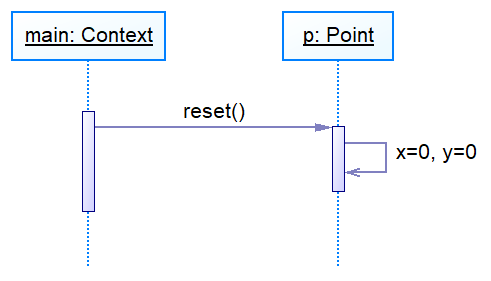 main: Context
p: Point
reset()
x=0, y=0